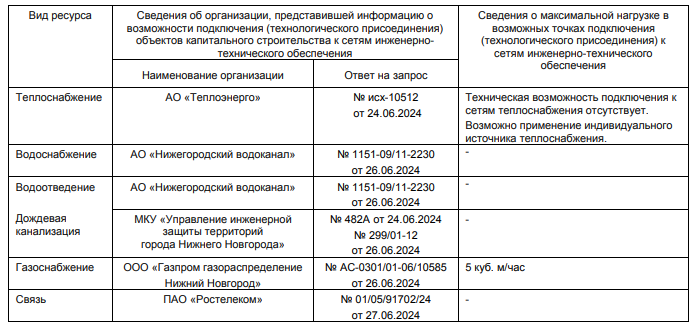 Вид ресурса
Сведения об организации, представившей информацию о
возможности подключения (технологического присоединения)
объектов капитального строительства к сетям инженерно-
технического обеспечения
Сведения о максимальной нагрузке в
возможных точках подключения
(технологического присоединения) к
сетям инженерно-технического
обеспечения
Наименование организации
Ответ на запрос
Теплоснабжение
АО «Теплоэнерго»
№ исх-10512
от 24.06.2024
Техническая возможность подключения к
сетям теплоснабжения отсутствует.
Возможно применение индивидуального
источника теплоснабжения.
Водоснабжение
АО «Нижегородский водоканал»
№ 1151-09/11-2230
от 26.06.2024
-
Водоотведение
АО «Нижегородский водоканал»
№ 1151-09/11-2230
от 26.06.2024
-
Дождевая
канализация
МКУ «Управление инженерной
защиты территорий
города Нижнего Новгорода»
№ 482А от 24.06.2024
№ 299/01-12
от 26.06.2024
-
Газоснабжение
ООО «Газпром газораспределение
Нижний Новгород»
№ АС-0301/01-06/10585
от 26.06.2024
5 куб. м/час
Связь
ПАО «Ростелеком»
№ 01/05/91702/24
от 27.06.2024
-